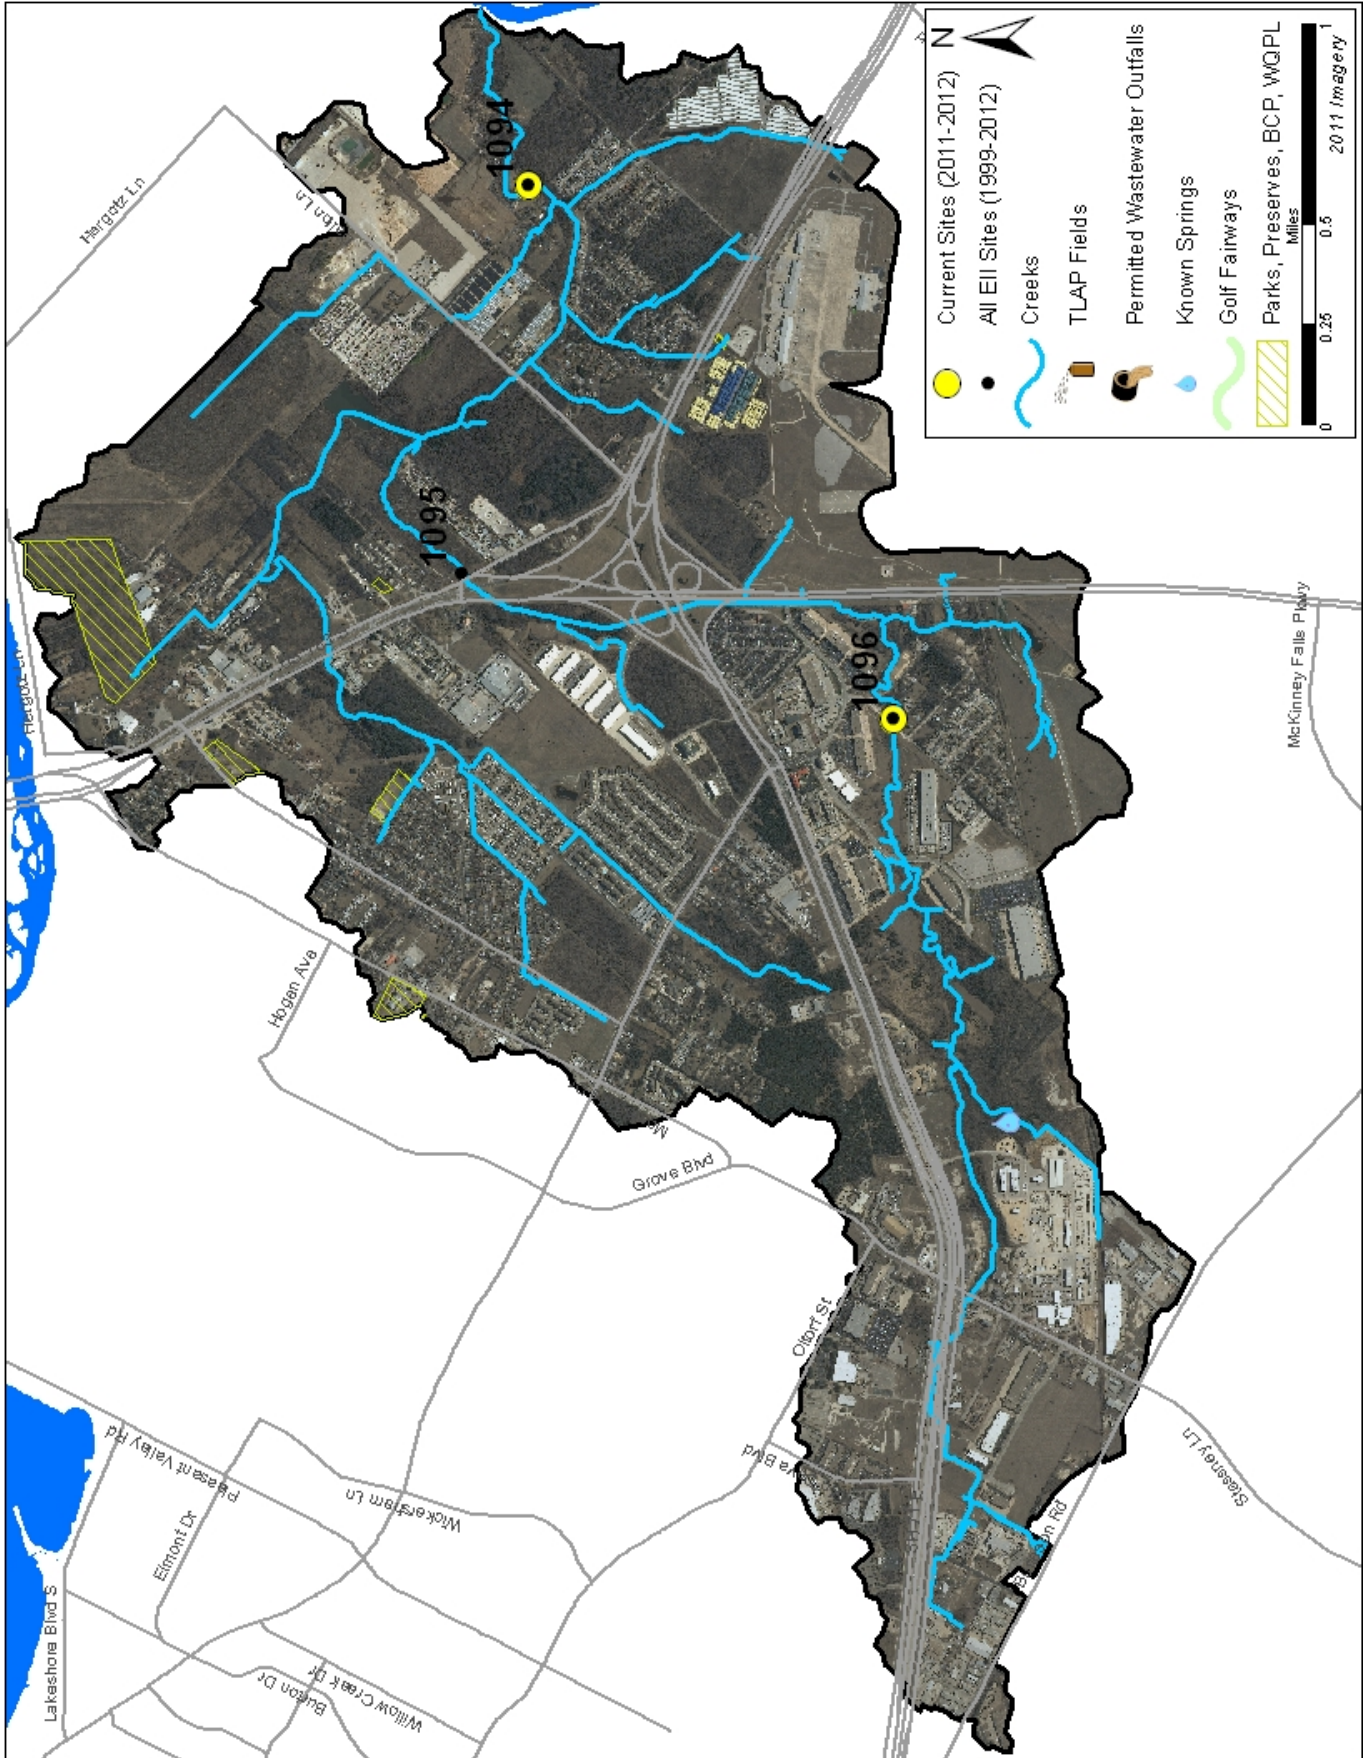 Lakeshore Blvd S
Pleasant Valley Rd
Elmont Dr
Wickersham Ln
Burton Dr
Willow Creek Dr
Grove Blvd
Hogan Ave
Hergotz Ln
Oltorf St
Stassney Ln
McKinney Falls Pkwy
1094
1095
1096
N
Current Sites (2011-2012)
All EII Sites (1999-2012)
Creeks
TLAP Fields
Permitted Wastewater Outfalls
Known Springs
Golf Fairways
Parks, Preserves, BCP, WQPL
Miles
0 0.25 0.5 1
2011 Imagery